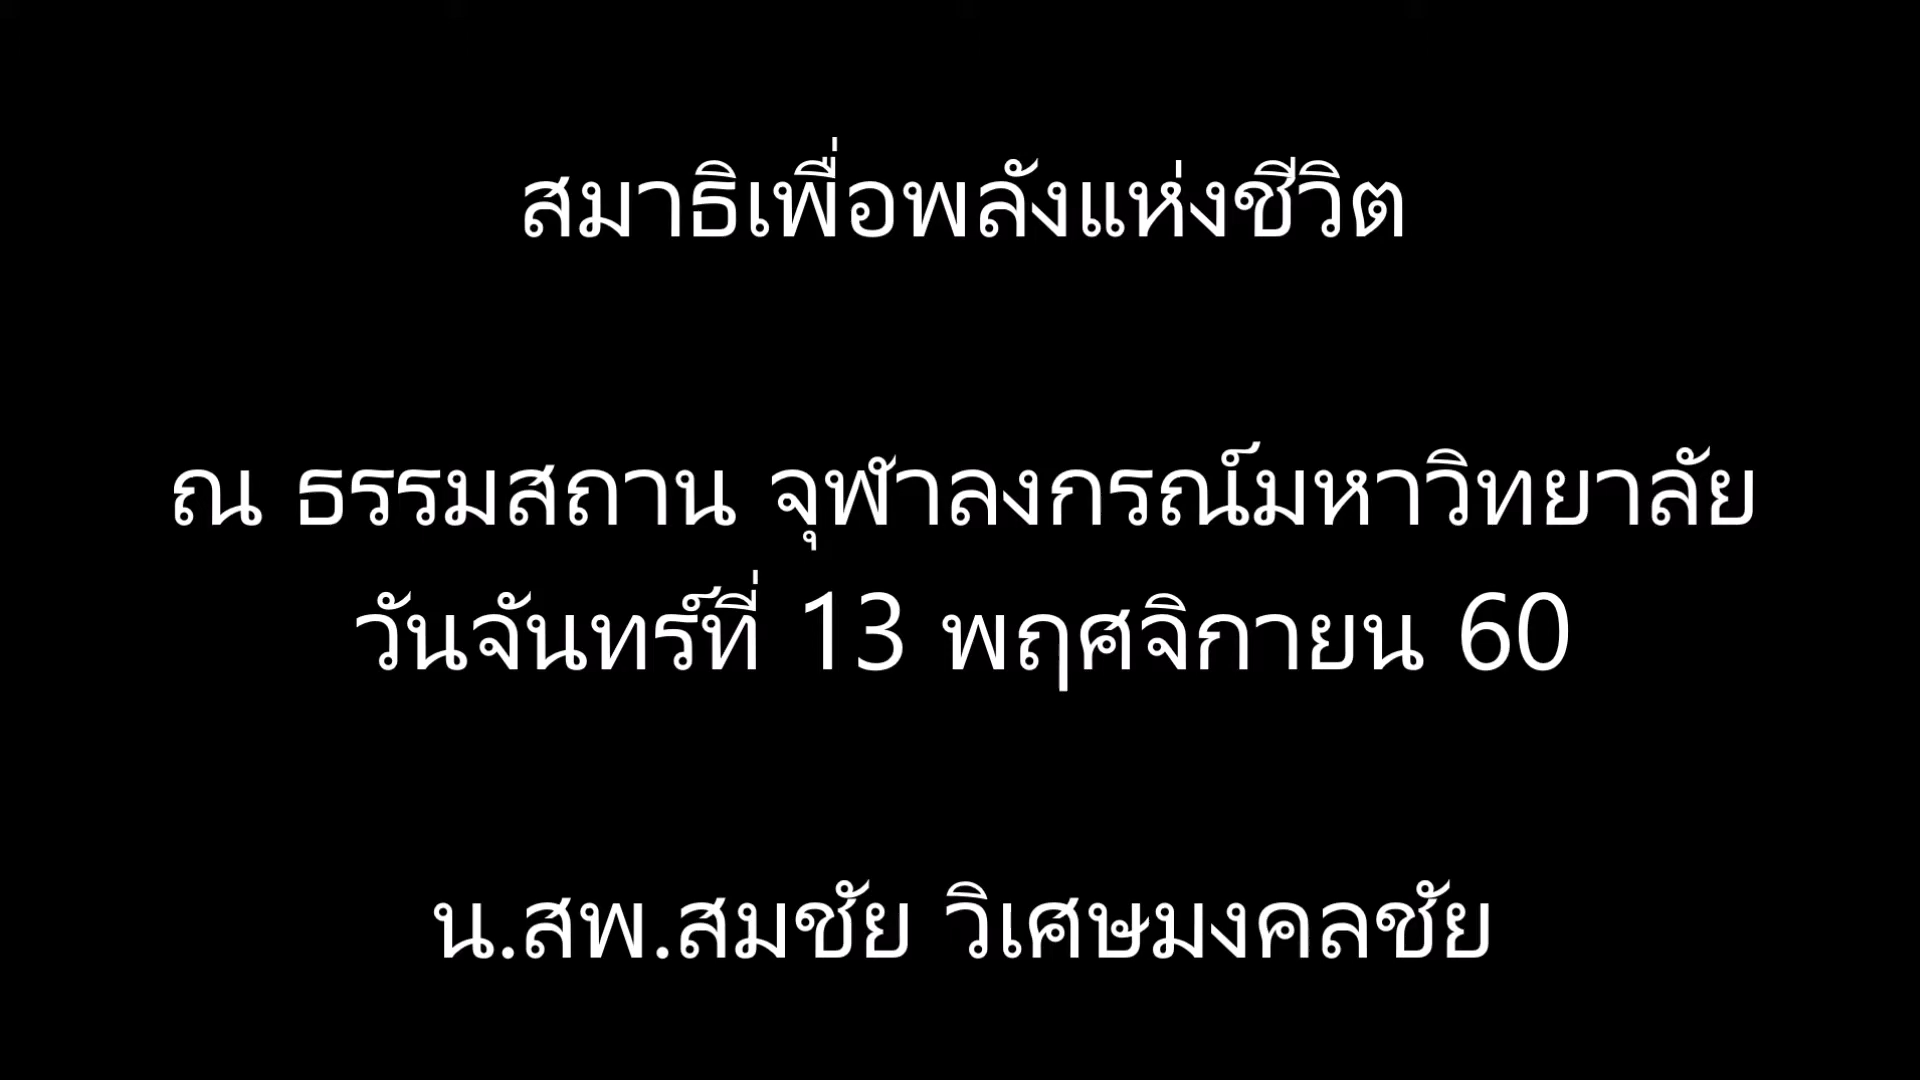 สมาธิเพื่อพลังแห่งชีวิต
ณ ธรรมสถาน จุฬาลงกรณ์มหาวิทยาลัย
วันจันทร์ที่ 13 พฤศจิกายน 60
น.สพ.สมชัย วิเศษมงคลชัย